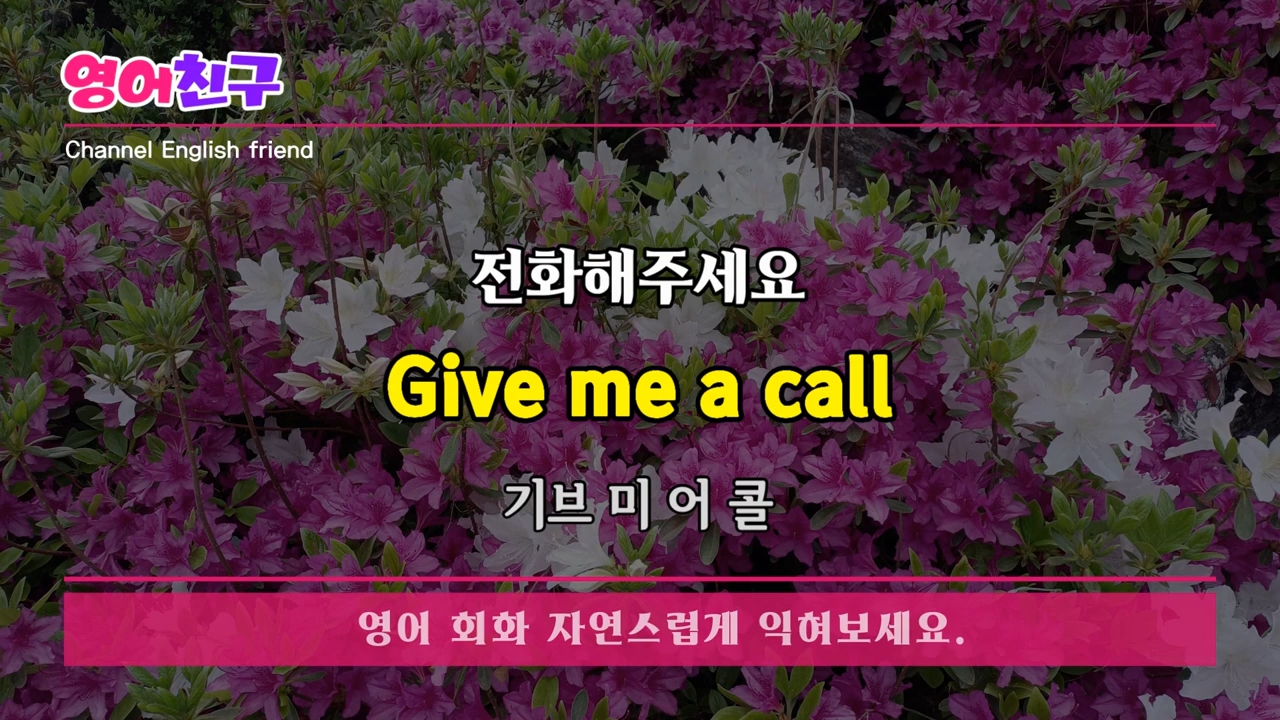 영어친구
Channel English friend
전화해주세요
Give me a call
기브 미 어 콜
영어 회화 자연스럽게 익혀보세요.